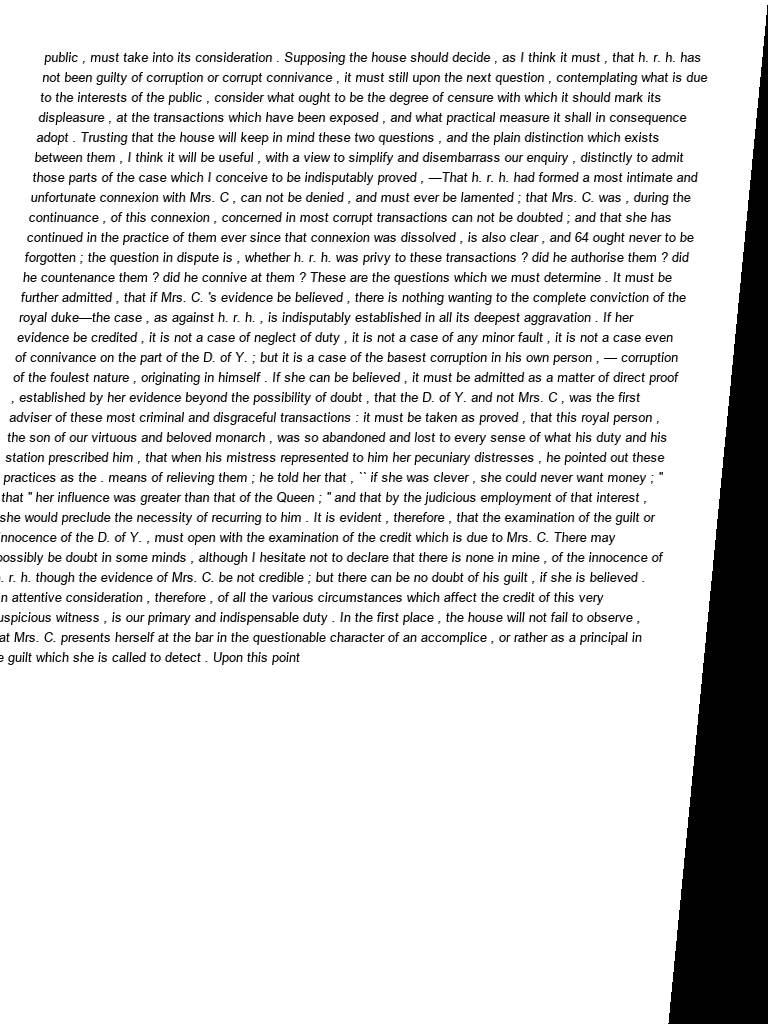 public , must take into its consideration . Supposing the house should decide , as I think it must , that h. r. h. has
not been guilty of corruption or corrupt connivance , it must still upon the next question , contemplating what is due
to the interests of the public , consider what ought to be the degree of censure with which it should mark its
displeasure , at the transactions which have been exposed , and what practical measure it shall in consequence
adopt . Trusting that the house will keep in mind these two questions , and the plain distinction which exists
between them , I think it will be useful , with a view to simplify and disembarrass our enquiry , distinctly to admit
those parts of the case which I conceive to be indisputably proved , —That h. r. h. had formed a most intimate and
unfortunate connexion with Mrs. C , can not be denied , and must ever be lamented ; that Mrs. C. was , during the
continuance , of this connexion , concerned in most corrupt transactions can not be doubted ; and that she has
continued in the practice of them ever since that connexion was dissolved , is also clear , and 64 ought never to be
forgotten ; the question in dispute is , whether h. r. h. was privy to these transactions ? did he authorise them ? did
he countenance them ? did he connive at them ? These are the questions which we must determine . It must be
further admitted , that if Mrs. C. 's evidence be believed , there is nothing wanting to the complete conviction of the
royal duke—the case , as against h. r. h. , is indisputably established in all its deepest aggravation . If her
evidence be credited , it is not a case of neglect of duty , it is not a case of any minor fault , it is not a case even
of connivance on the part of the D. of Y. ; but it is a case of the basest corruption in his own person , — corruption
of the foulest nature , originating in himself . If she can be believed , it must be admitted as a matter of direct proof
, established by her evidence beyond the possibility of doubt , that the D. of Y. and not Mrs. C , was the first
adviser of these most criminal and disgraceful transactions : it must be taken as proved , that this royal person ,
the son of our virtuous and beloved monarch , was so abandoned and lost to every sense of what his duty and his
station prescribed him , that when his mistress represented to him her pecuniary distresses , he pointed out these
practices as the . means of relieving them ; he told her that , `` if she was clever , she could never want money ; "
that " her influence was greater than that of the Queen ; " and that by the judicious employment of that interest ,
she would preclude the necessity of recurring to him . It is evident , therefore , that the examination of the guilt or
innocence of the D. of Y. , must open with the examination of the credit which is due to Mrs. C. There may
possibly be doubt in some minds , although I hesitate not to declare that there is none in mine , of the innocence of
r. h. though the evidence of Mrs. C. be not credible ; but there can be no doubt of his guilt , if she is believed .
attentive consideration , therefore , of all the various circumstances which affect the credit of this very
suspicious witness , is our primary and indispensable duty . In the first place , the house will not fail to observe ,
Mrs. C. presents herself at the bar in the questionable character of an accomplice , or rather as a principal in
guilt which she is called to detect . Upon this point